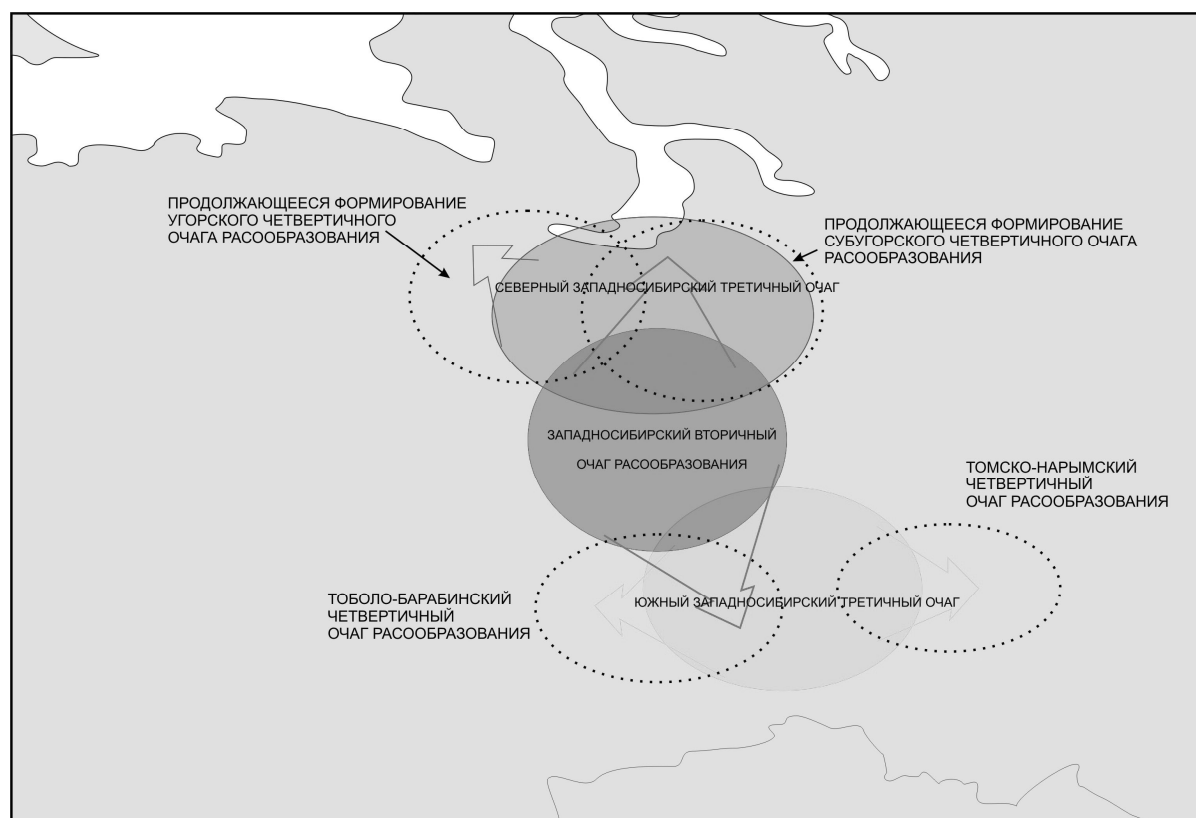 ПРОДОЛЖАЮЩЕЕСЯ ФОРМИРОВАНИЕ
УГОРСКОГО ЧЕТВЕРТИЧНОГО
ОЧАГА РАСООБРАЗОВАНИЯ
ПРОДОЛЖАЮЩЕЕСЯ ФОРМИРОВАНИЕ
СУБУГОРСКОГО ЧЕТВЕРТИЧНОГО ОЧАГА
РАСООБРАЗОВАНИЯ
СЕВЕРНЫЙ ЗАПАДНОСИБИРСКИЙ ТРЕТИЧНЫЙ ОЧАГ
ЗАПАДНОСИБИРСКИЙ ВТОРИЧНЫЙ
ОЧАГ РАСООБРАЗОВАНИЯ
ТОМСКО-НАРЫМСКИЙ
ЧЕТВЕРТИЧНЫЙ
ОЧАГ РАСООБРАЗОВАНИЯ
ТОБОЛО-БАРАБИНСКИЙ
ЧЕТВЕРТИЧНЫЙ
ОЧАГ РАСООБРАЗОВАНИЯ
ЮЖНЫЙ ЗАПАДНОСИБИРСКИЙ ТРЕТИЧНЫЙ ОЧАГ